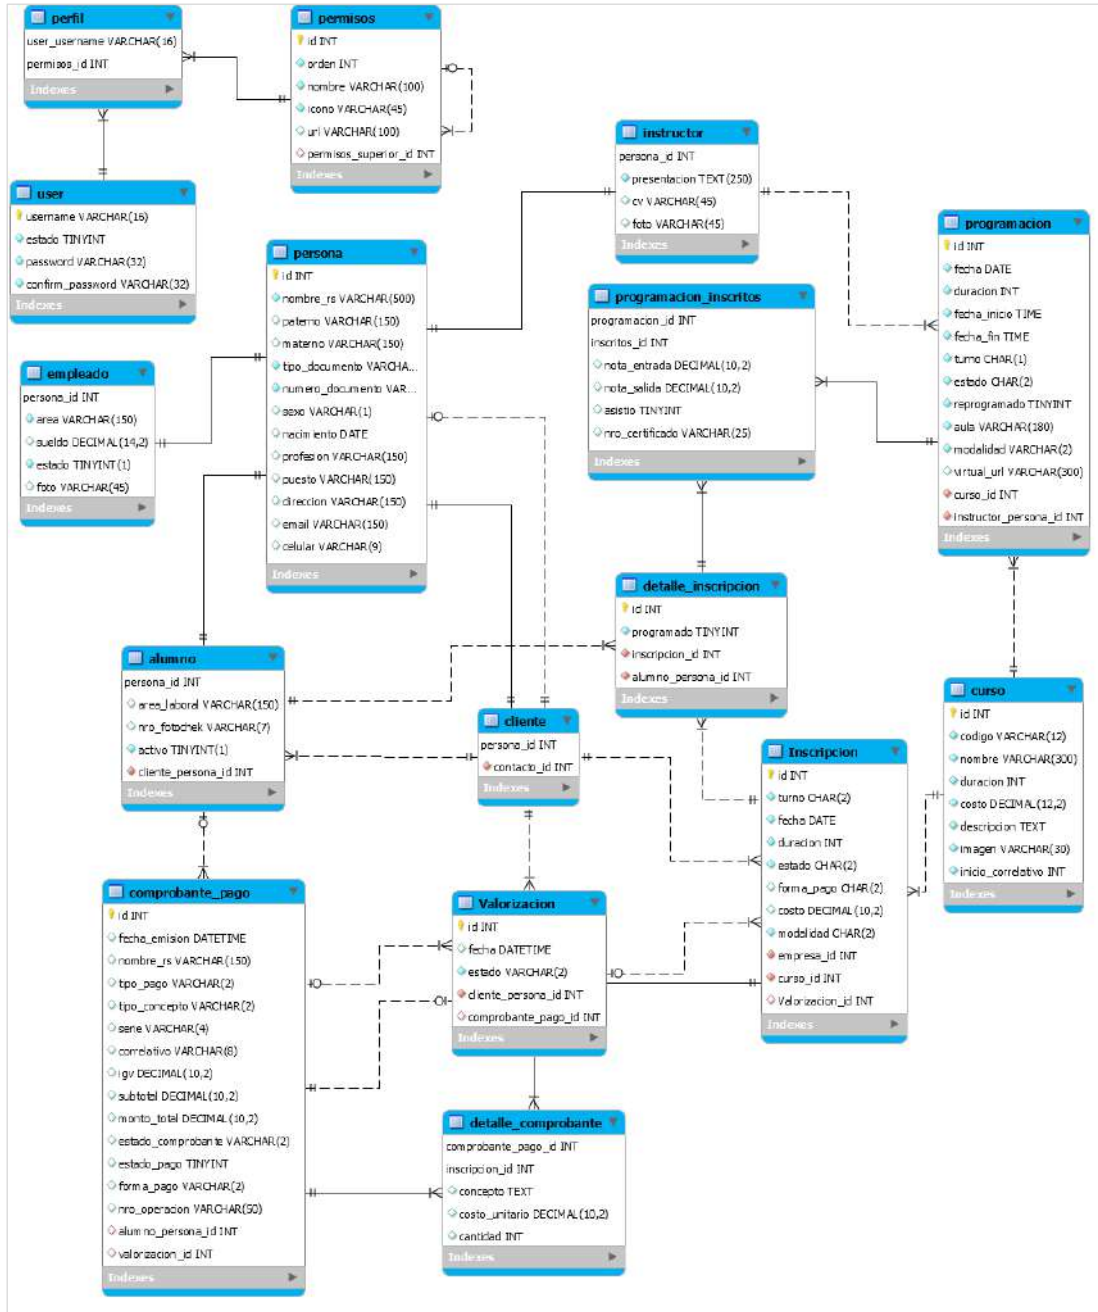 perfil
user_username VARCHAR(16)
permisos_id INT
Indexes
permisos
id INT
orden INT
nombre VARCHAR(100)
icono VARCHAR(45)
url VARCHAR(100)
permisos_superior_id INT
Indexes
user
username VARCHAR(16)
estado TINYINT
password VARCHAR(32)
confirm_password VARCHAR(32)
Indexes
instructor
persona_id INT
presentacion TEXT(250)
cv VARCHAR(45)
foto VARCHAR(45)
Indexes
programacion
id INT
fecha DATE
duracion INT
fecha_inicio TIME
fecha_fin TIME
turno CHAR(1)
estado CHAR(2)
reprogramado TINYINT
aula VARCHAR(180)
modalidad VARCHAR(2)
virtual_url VARCHAR(300)
curso_id INT
instructor_persona_id INT
Indexes
persona
id INT
nombre_rs VARCHAR(500)
paterno VARCHAR(150)
materno VARCHAR(150)
tipo_documento VARCHA...
numero_documento VAR...
sexo VARCHAR(1)
nacimiento DATE
profesion VARCHAR(150)
puesto VARCHAR(150)
direccion VARCHAR(150)
email VARCHAR(150)
celular VARCHAR(9)
Indexes
programacion_inscritos
programacion_id INT
inscritos_id INT
nota_entrada DECIMAL(10,2)
nota_salida DECIMAL(10,2)
asistio TINYINT
nro_certificado VARCHAR(25)
Indexes
empleado
persona_id INT
area VARCHAR(150)
sueldo DECIMAL(14,2)
estado TINYINT(1)
foto VARCHAR(45)
Indexes
detalle_inscripcion
id INT
programado TINYINT
inscripcion_id INT
alumno_persona_id INT
Indexes
alumno
persona_id INT
area_laboral VARCHAR(150)
nro_fotochek VARCHAR(7)
activo TINYINT(1)
cliente_persona_id INT
Indexes
cliente
persona_id INT
contacto_id INT
Indexes
curso
id INT
codigo VARCHAR(12)
nombre VARCHAR(300)
duracion INT
costo DECIMAL(12,2)
descripcion TEXT
imagen VARCHAR(30)
inicio_correlativo INT
Indexes
Inscripcion
id INT
turno CHAR(2)
fecha DATE
duracion INT
estado CHAR(2)
forma_pago CHAR(2)
costo DECIMAL(10,2)
modalidad CHAR(2)
empresa_id INT
curso_id INT
Valorizacion_id INT
Indexes
comprobante_pago
id INT
fecha_emision DATETIME
nombre_rs VARCHAR(150)
tipo_pago VARCHAR(2)
tipo_concepto VARCHAR(2)
serie VARCHAR(4)
correlativo VARCHAR(8)
igv DECIMAL(10,2)
subtotal DECIMAL(10,2)
monto_total DECIMAL(10,2)
estado_comprobante VARCHAR(2)
estado_pago TINYINT
forma_pago VARCHAR(2)
nro_operacion VARCHAR(50)
alumno_persona_id INT
valorizacion_id INT
Indexes
Valorizacion
id INT
fecha DATETIME
estado VARCHAR(2)
cliente_persona_id INT
comprobante_pago_id INT
Indexes
detalle_comprobante
comprobante_pago_id INT
inscripcion_id INT
concepto TEXT
costo_unitario DECIMAL(10,2)
cantidad INT
Indexes